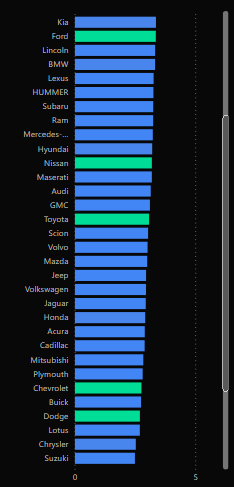 Kia
Ford
Lincoln
BMW
Lexus
HUMMER
Subaru
Ram
Mercedes-...
Hyundai
Nissan
Maserati
Audi
GMC
Toyota
Scion
Volvo
Mazda
Jeep
Volkswagen
Jaguar
Honda
Acura
Cadillac
Mitsubishi
Plymouth
Chevrolet
Buick
Dodge
Lotus
Chrysler
Suzuki
0 5